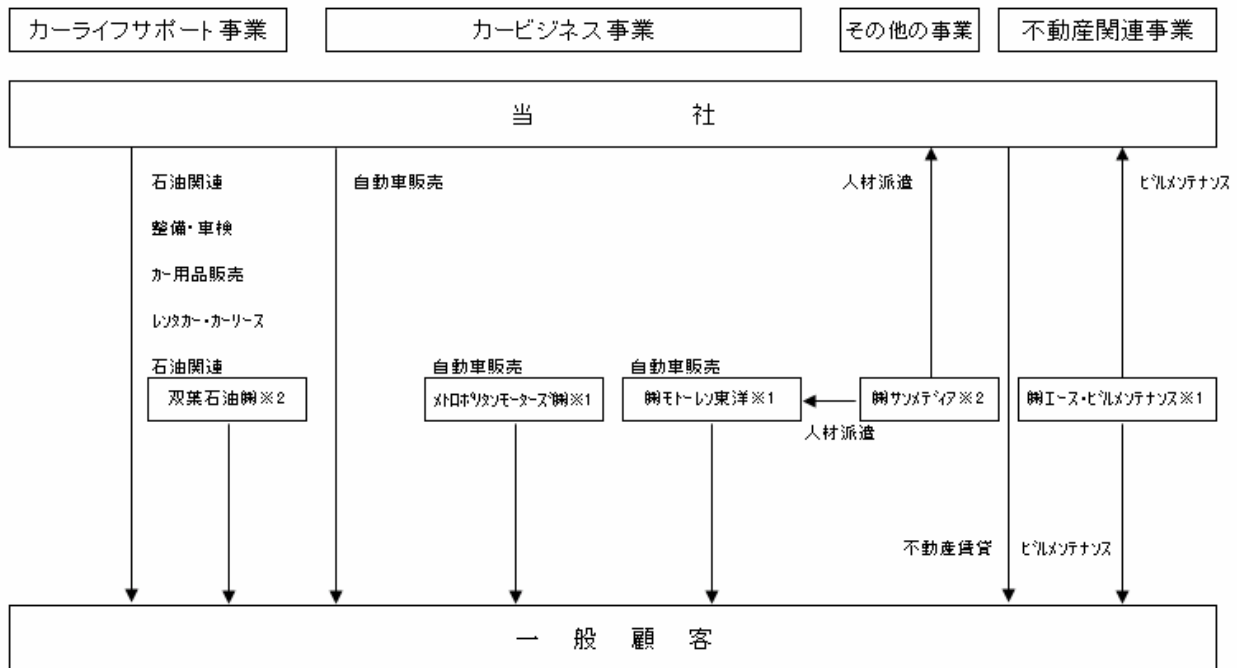 カーライフサポート事業
カービジネス事業
その他の事業
不動産関連事業
当社
石油関連
自動車販売
人材派遣
ﾋﾞﾙﾒﾝﾃﾅﾝｽ
整備・車検
カー用品販売
ﾚﾝﾀｶｰ・ｶｰﾘｰｽ
石油関連
自動車販売
自動車販売
双葉石油㈱※2
ﾒﾄﾛﾎﾟﾘﾀﾝﾓｰﾀｰｽﾞ㈱※1
㈱ﾓﾄｰﾚﾝ東洋※1
㈱ｻﾝﾒﾃﾞｨｱ※2
㈱ｴｰｽ・ﾋﾞﾙﾒﾝﾃﾅﾝｽ※1
人材派遣
不動産賃貸
ﾋﾞﾙﾒﾝﾃﾅﾝｽ
一般顧客